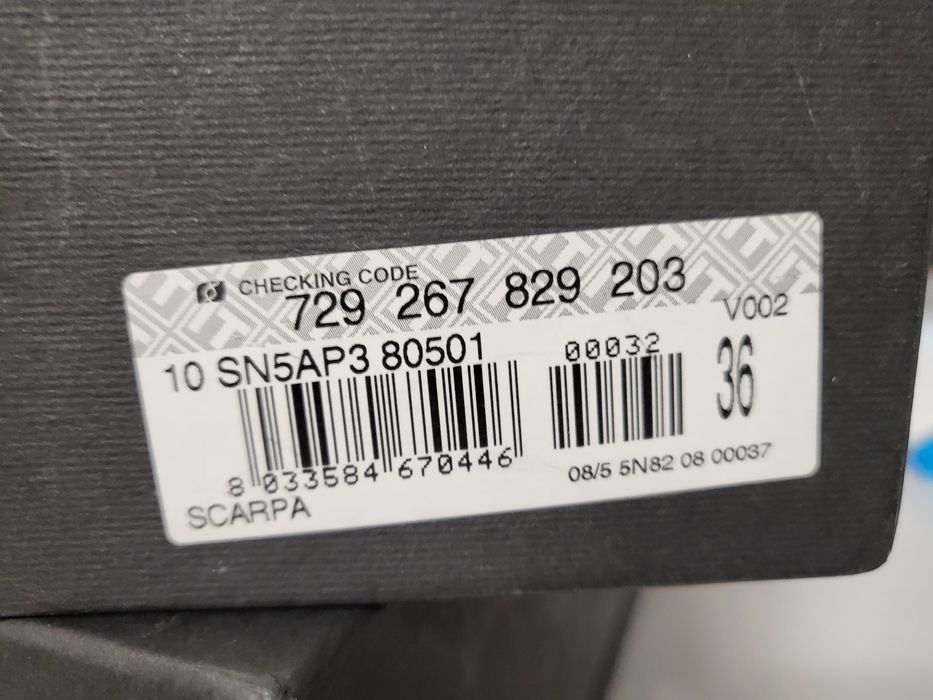 CHECKING CODE
729 267 829 203
V002
10 SN5AP3 80501
00032
36
8 033584 670446
08/5 5N82 08 00037
SCARPA